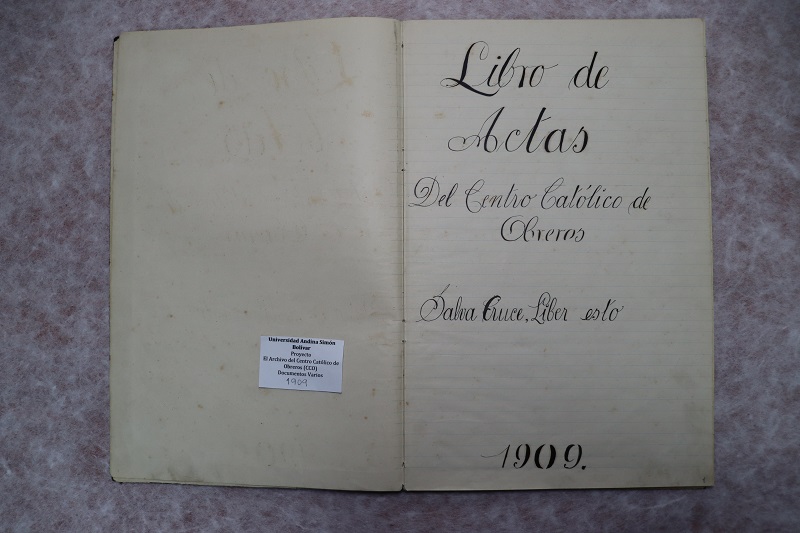 Universidad Andina Simón
Bolívar
Proyecto
El Archivo del Centro Católico de
Obreros (CCO)
Documentos Varios
1909
Libro de
Actas
Del Centro Católico de
Obreros
Salva Cruce, Liber esto
1909.